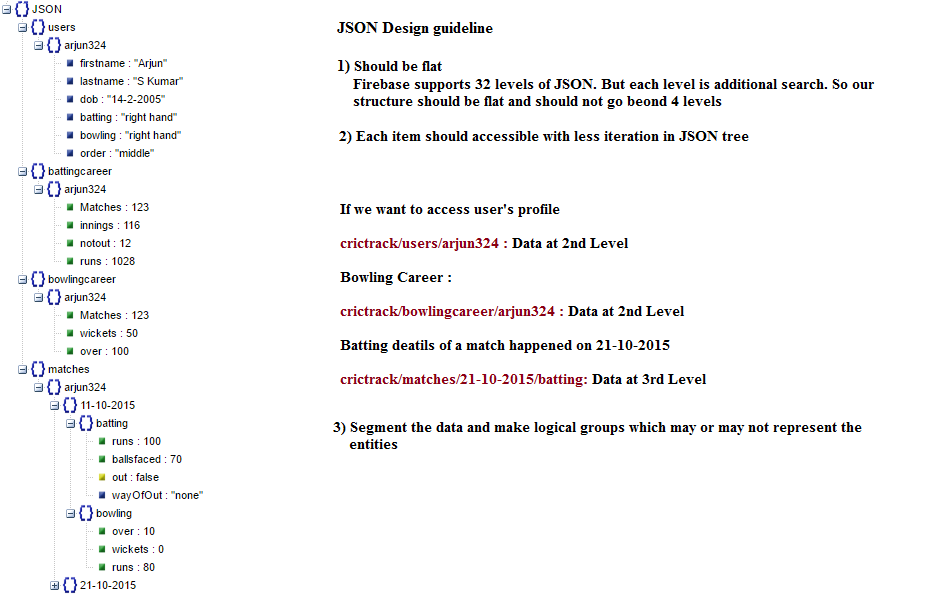 JSON
users
arjun324
firstname : "Arjun"
lastname : "S Kumar"
dob : "14-2-2005"
batting : "right hand"
bowling : "right hand"
order : "middle"
battingcareer
arjun324
Matches : 123
innings : 116
notout : 12
runs : 1028
bowlingcareer
arjun324
Matches : 123
wickets : 50
over : 100
matches
arjun324
11-10-2015
batting
runs : 100
ballsfaced : 70
out : false
wayOfOut : "none"
bowling
over : 10
wickets : 0
runs : 80
21-10-2015
JSON Design guideline
1) Should be flat
Firebase supports 32 levels of JSON. But each level is additional search. So our
structure should be flat and should not go beond 4 levels
2) Each item should accessible with less iteration in JSON tree
If we want to access user's profile
crictrack/users/arjun324 : Data at 2nd Level
Bowling Career :
crictrack/bowlingcareer/arjun324 : Data at 2nd Level
Batting deatils of a match happened on 21-10-2015
crictrack/matches/21-10-2015/batting: Data at 3rd Level
3) Segment the data and make logical groups which may or may not represent the
entities